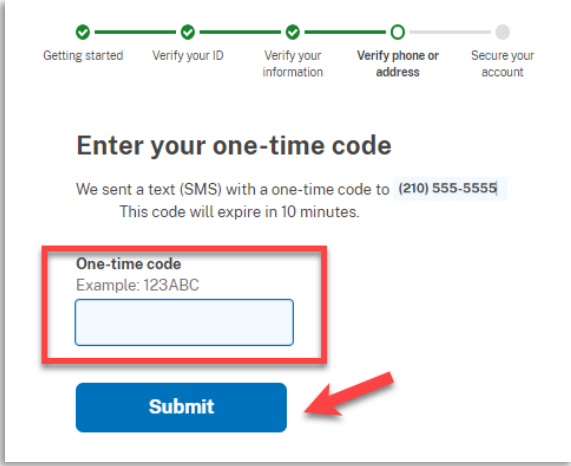 Getting started
Verify your ID
Verify your
information
Verify phone or
address
Secure your
account
Enter your one-time code
We sent a text (SMS) with a one-time code to (210) 555-5555
This code will expire in 10 minutes.
One-time code
Example: 123ABC
Submit